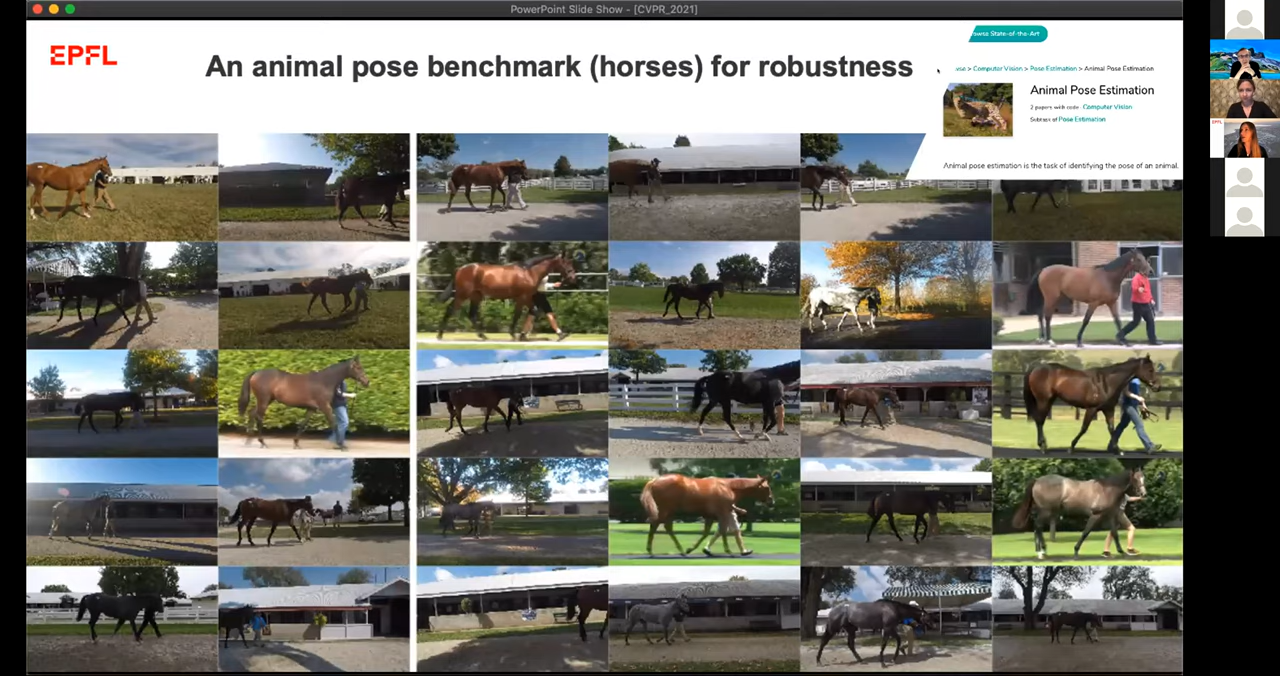 PowerPoint Slide Show - [CVPR_2021]
EPFL
An animal pose benchmark (horses) for robustness
State-of-the-Art
> Computer Vision > Pose Estimation > Animal Pose Estimation
Animal Pose Estimation
2 papers with code · Computer Vision
Subtask of Pose Estimation
Animal pose estimation is the task of identifying the pose of an animal.
EPFL